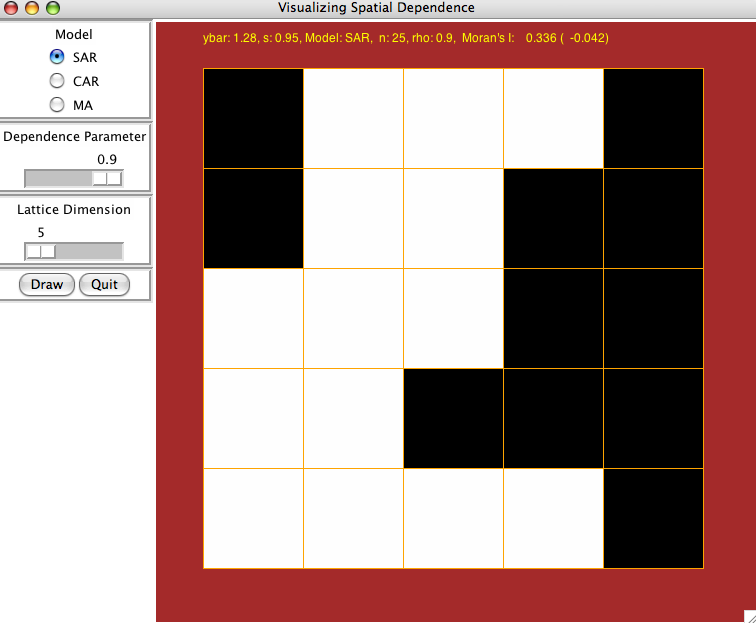 Visualizing Spatial Dependence
Model
SAR
CAR
MA
Dependence Parameter
0.9
Lattice Dimension
5
Draw Quit
ybar: 1.28, s: 0.95, Model: SAR, n: 25, rho: 0.9, Moran's I: 0.336 ( -0.042)